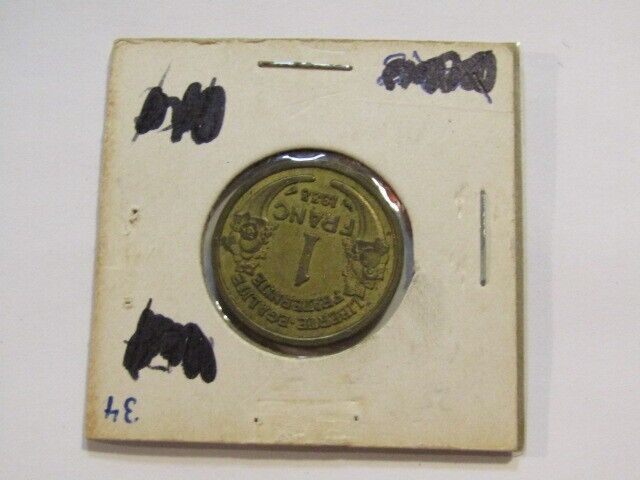 34
LIBERTE · EGALITE
FRATERNITE
1
FRANC
1938